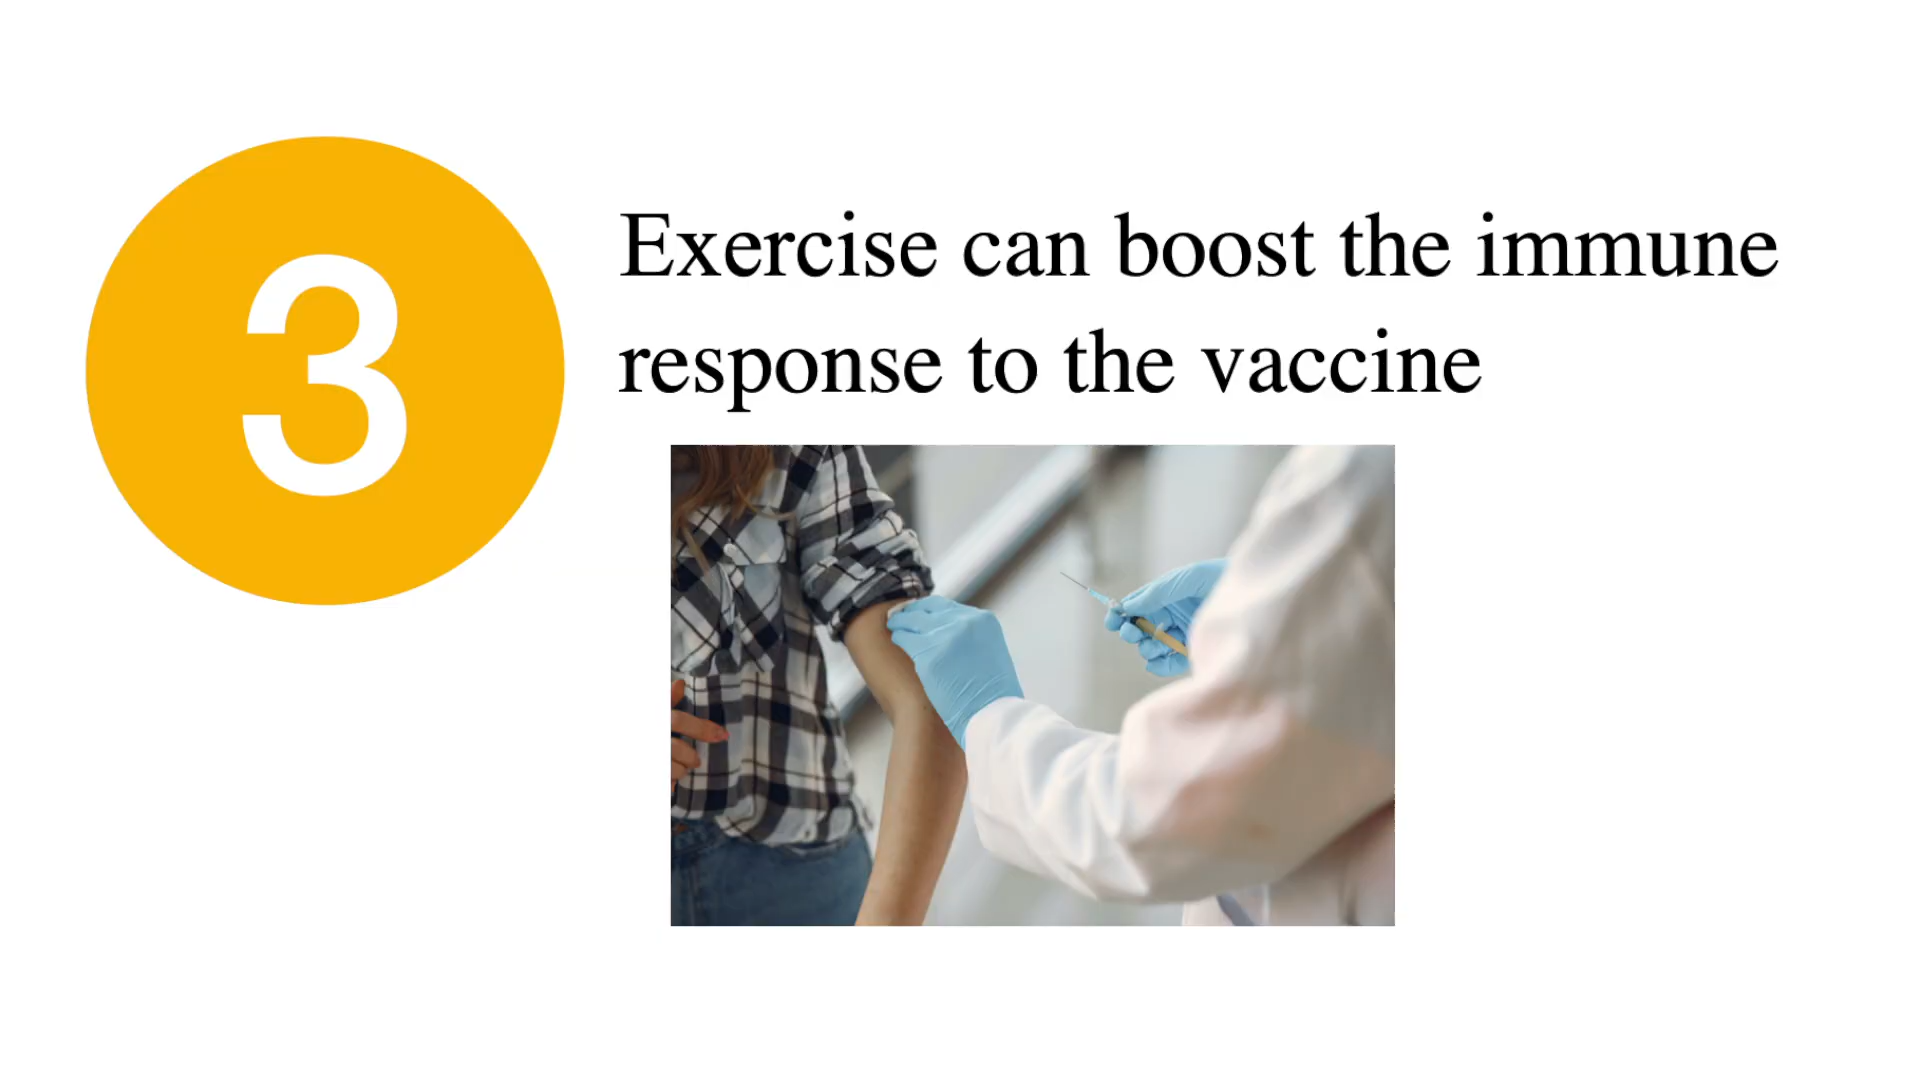 3
Exercise can boost the immune
response to the vaccine